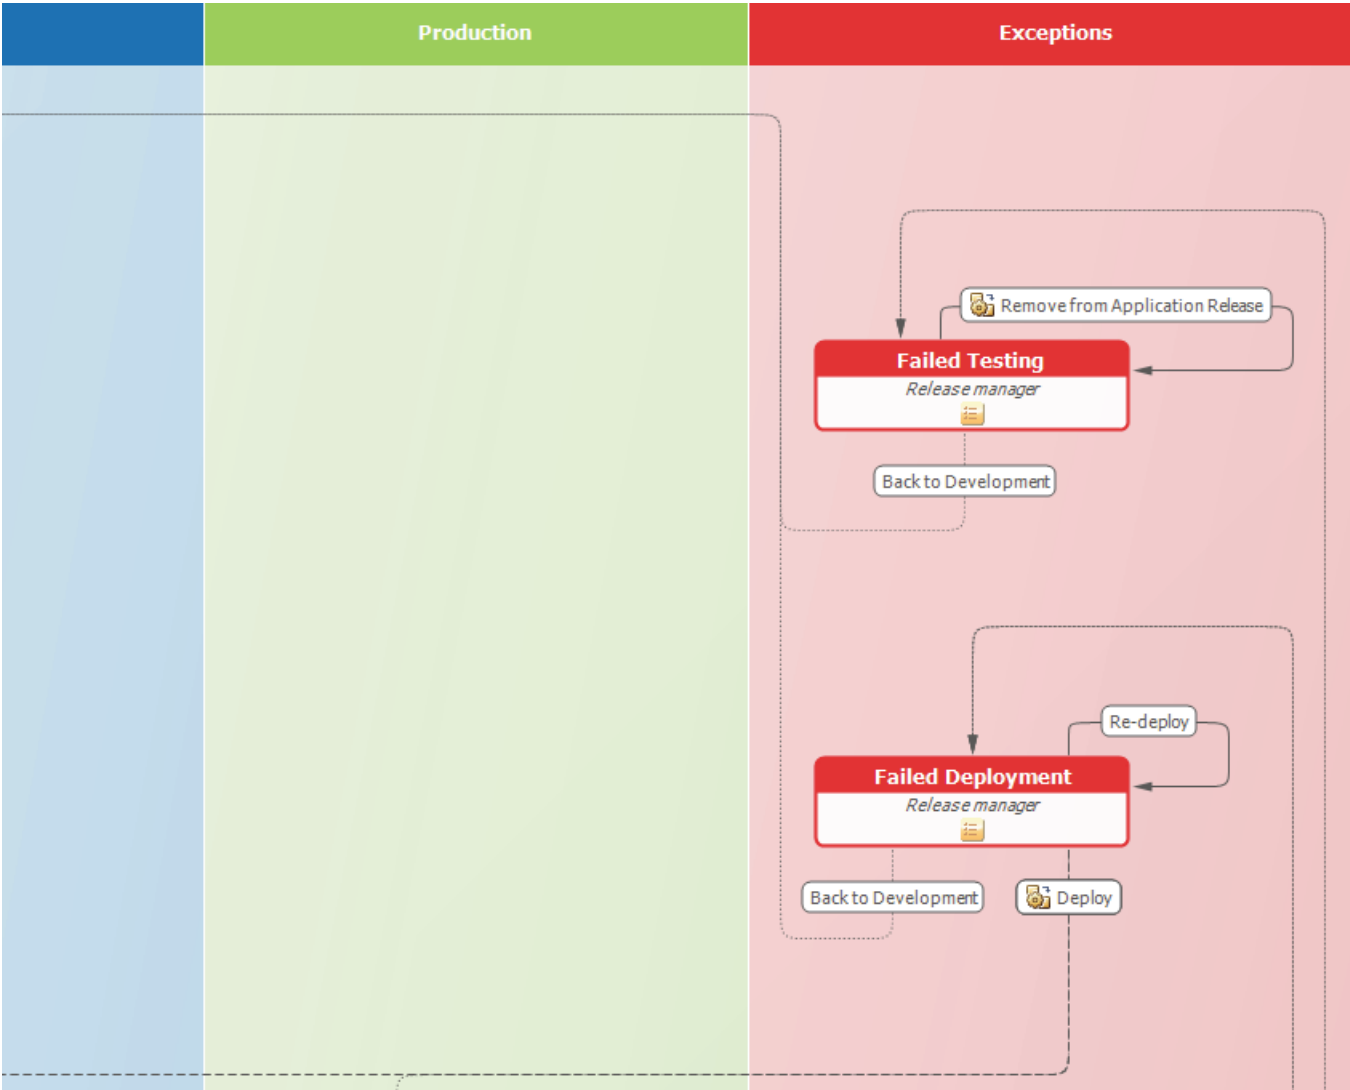 Production
Exceptions
Remove from Application Release
Failed Testing
Release manager
Back to Development
Re-deploy
Failed Deployment
Release manager
Back to Development
Deploy